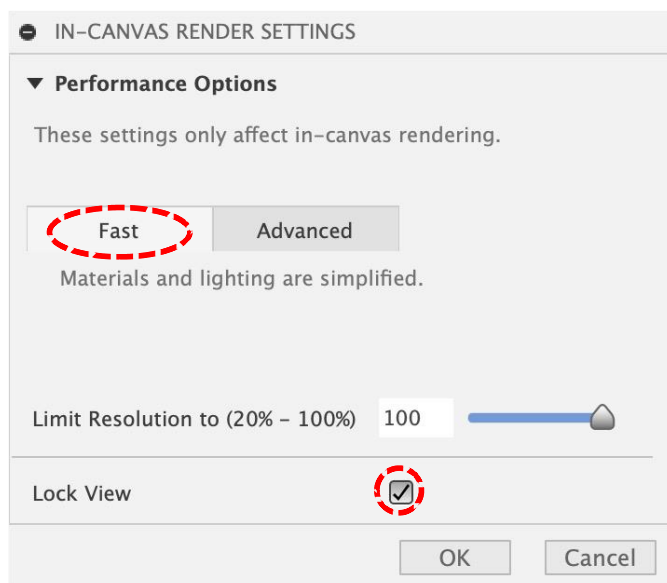 IN-CANVAS RENDER SETTINGS
Performance Options
These settings only affect in-canvas rendering.
Fast Advanced
Materials and lighting are simplified.
Limit Resolution to (20% – 100%) 100
Lock View
OK Cancel